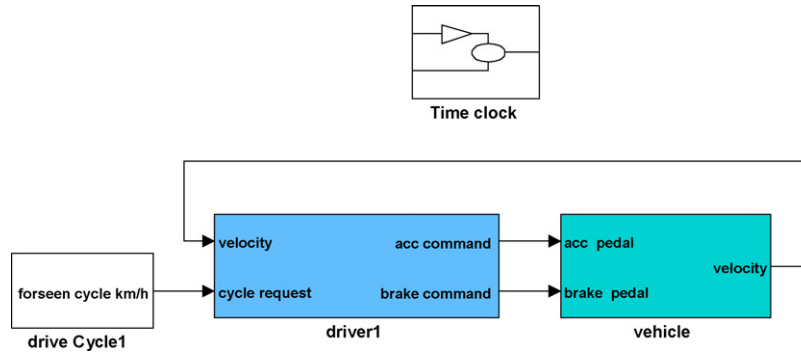 Time clock
velocity
acc command
acc  pedal
velocity
forseen cycle km/h
cycle request
brake command
brake  pedal
drive Cycle1
driver1
vehicle